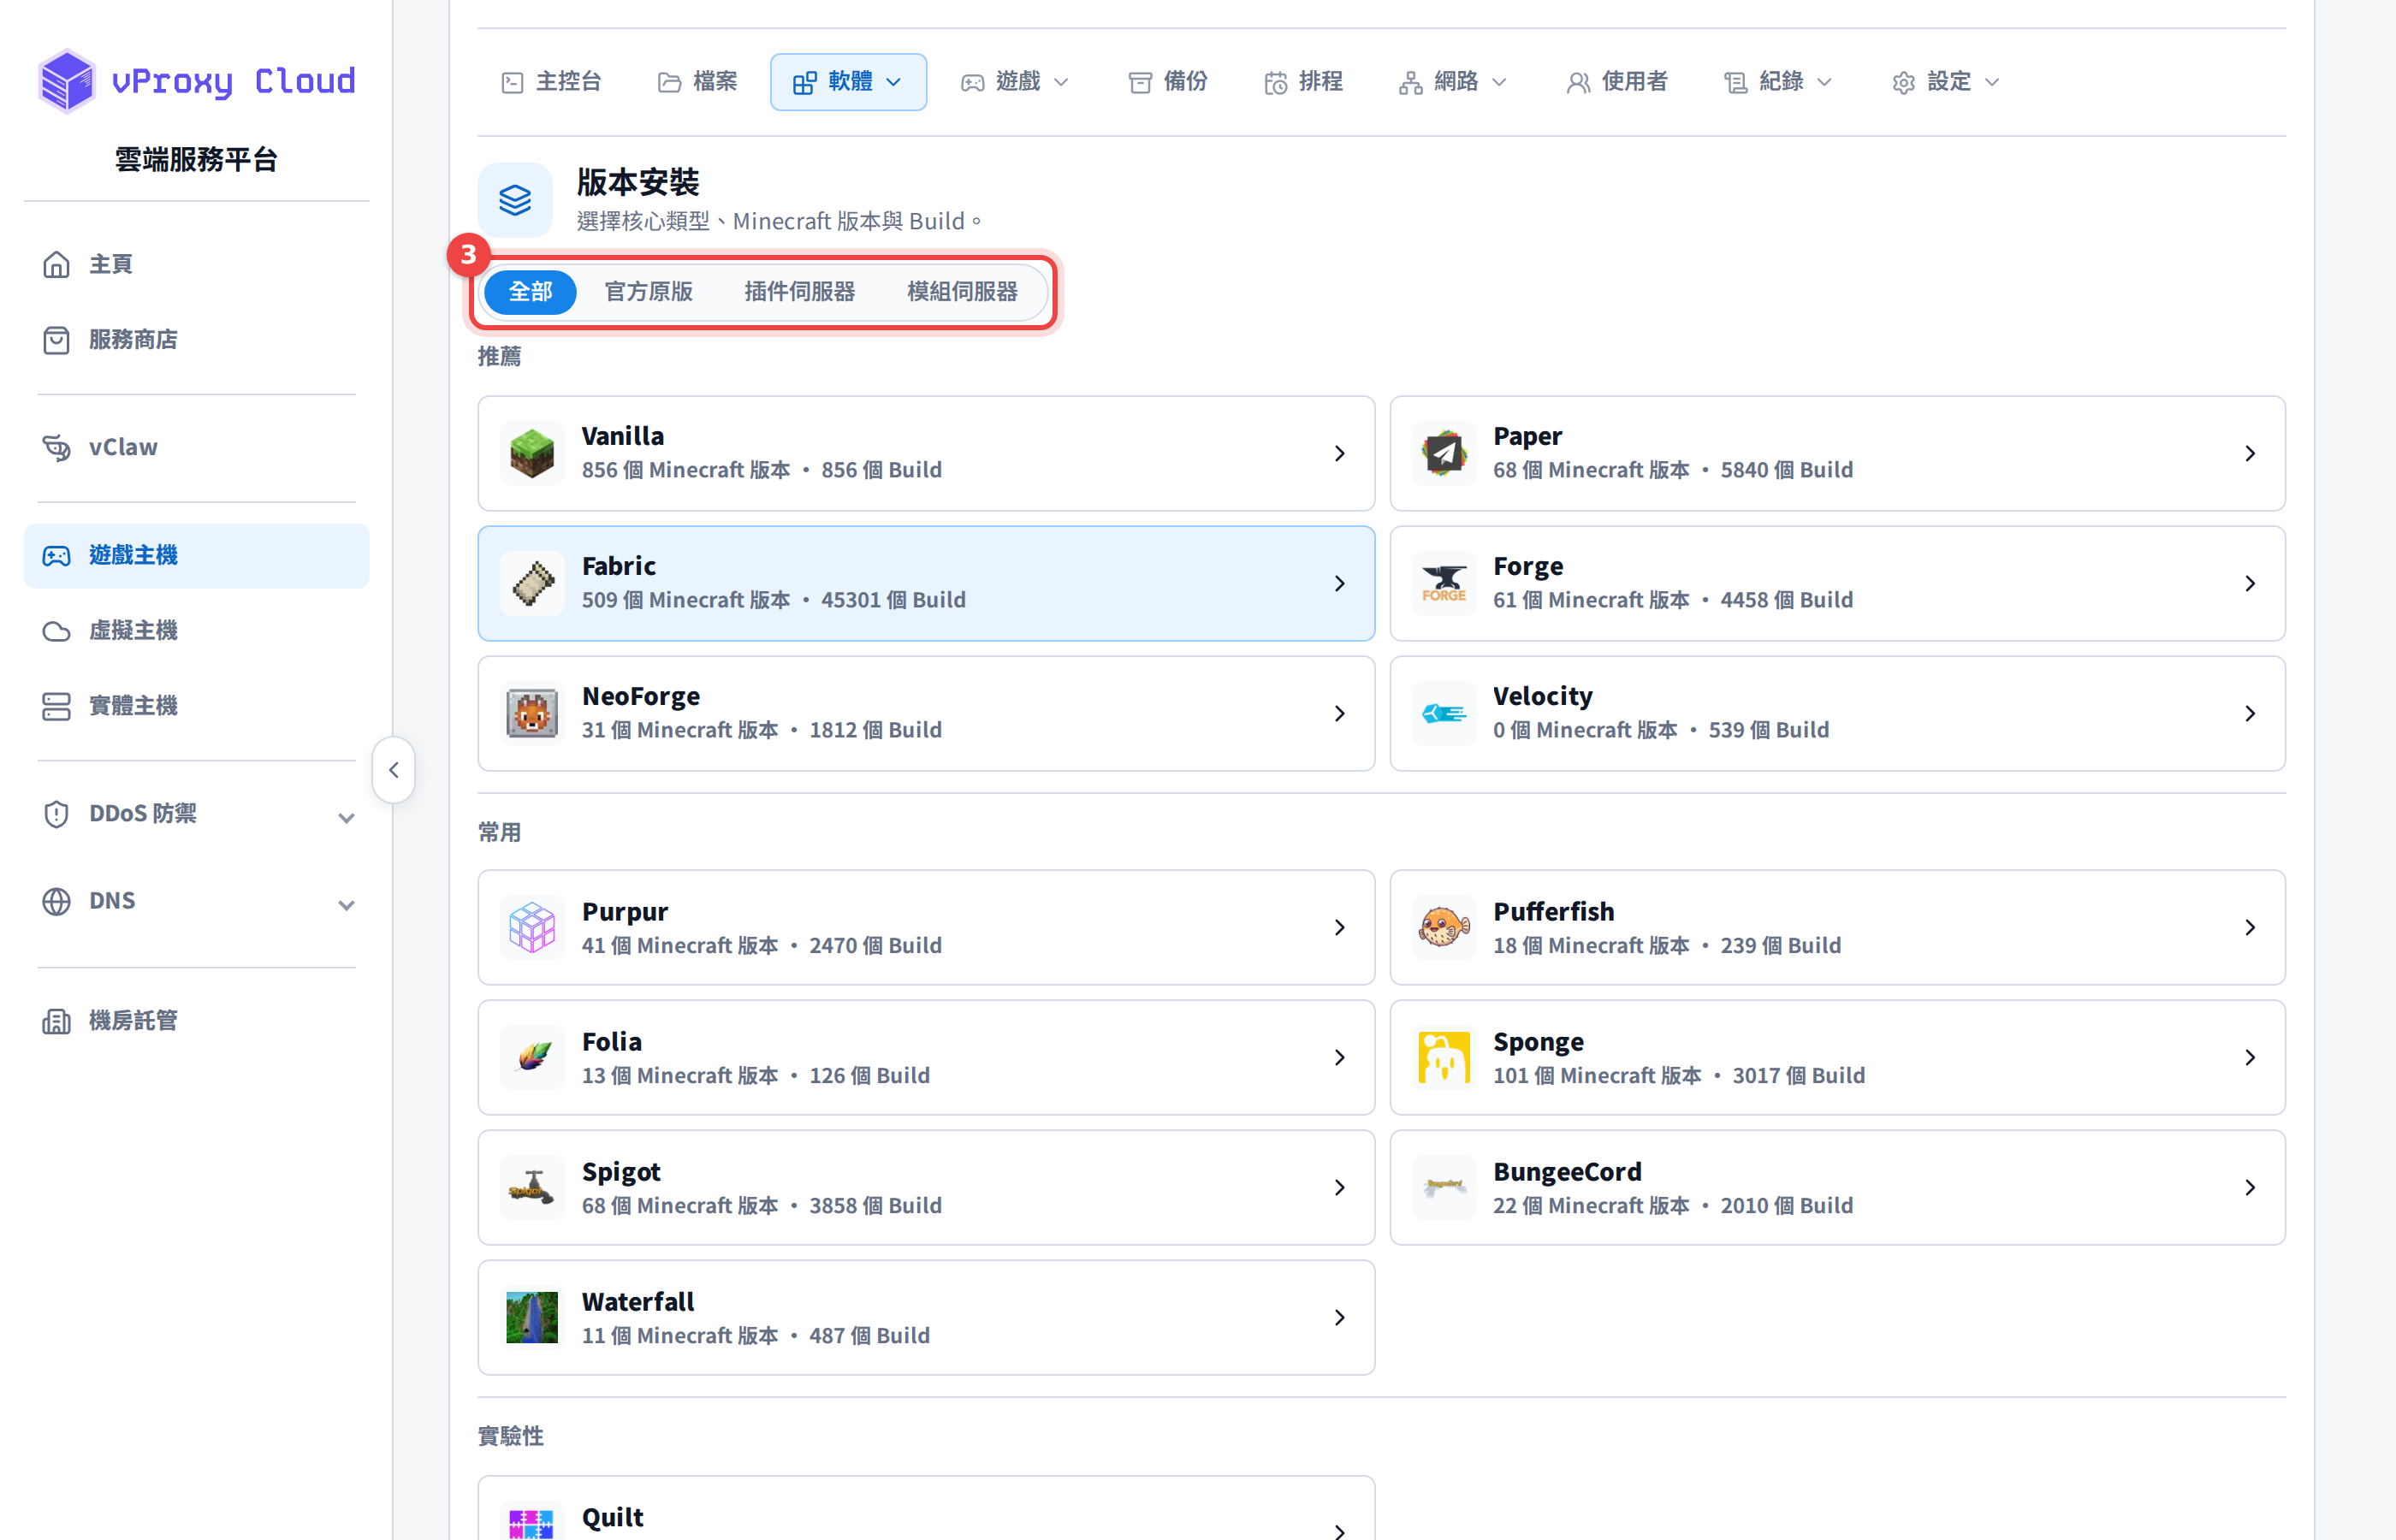 vProxy Cloud
雲端服務平台
主頁
服務商店
vClaw
遊戲主機
虛擬主機
實體主機
DDoS 防禦
DNS
機房託管
主控台
檔案
軟體
遊戲
備份
排程
網路
使用者
紀錄
設定
版本安裝
選擇核心類型、Minecraft 版本與 Build。
3
全部
官方原版
插件伺服器
模組伺服器
推薦
Vanilla
856 個 Minecraft 版本 • 856 個 Build
Paper
68 個 Minecraft 版本 • 5840 個 Build
Fabric
509 個 Minecraft 版本 • 45301 個 Build
FORGE
Forge
61 個 Minecraft 版本 • 4458 個 Build
NeoForge
31 個 Minecraft 版本 • 1812 個 Build
Velocity
0 個 Minecraft 版本 • 539 個 Build
常用
Purpur
41 個 Minecraft 版本 • 2470 個 Build
Pufferfish
18 個 Minecraft 版本 • 239 個 Build
Folia
13 個 Minecraft 版本 • 126 個 Build
Sponge
101 個 Minecraft 版本 • 3017 個 Build
Spigot
Spigot
68 個 Minecraft 版本 • 3858 個 Build
BungeeCord
BungeeCord
22 個 Minecraft 版本 • 2010 個 Build
Waterfall
11 個 Minecraft 版本 • 487 個 Build
實驗性
Quilt